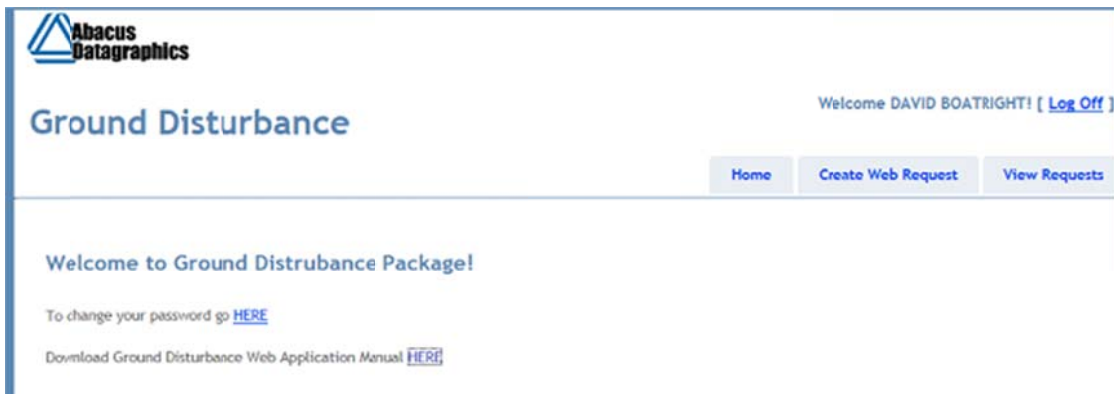 Abacus
Datagraphics
Welcome DAVID BOATRIGHT! [ Log Off ]
Ground Disturbance
Home Create Web Request View Requests
Welcome to Ground Distrubance Package!
To change your password go HERE
Download Ground Disturbance Web Application Manual HERE